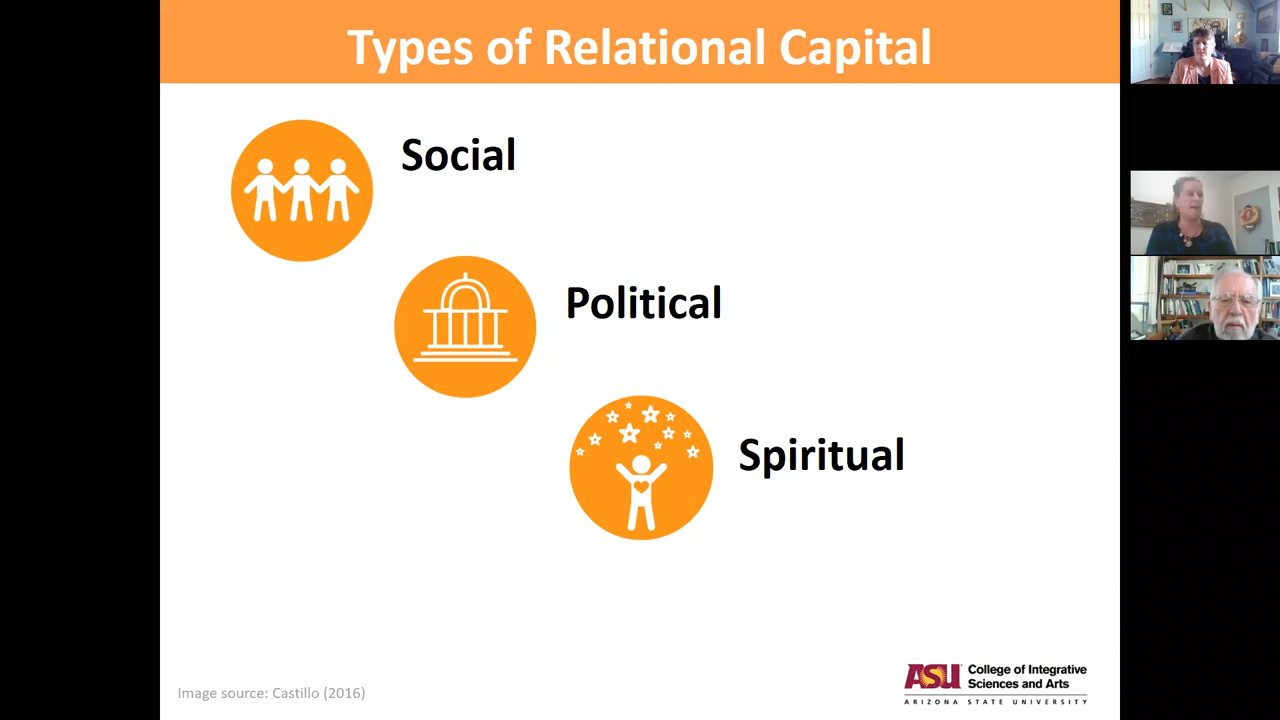 Types of Relational Capital
Social
Political
Spiritual
Image source: Castillo (2016)
ASU College of Integrative
Sciences and Arts
ARIZONA STATE UNIVERSITY